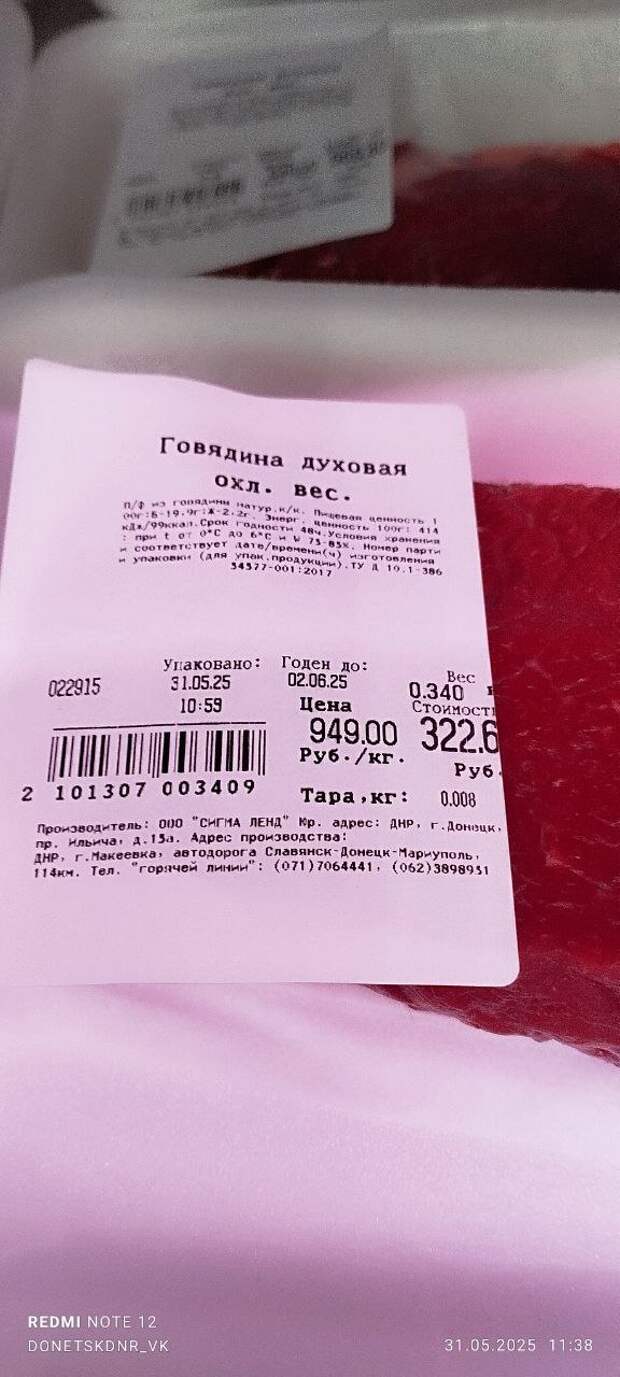 Говядина духовая
охл. вес.
П/ф из говядины натур.к/к. Пищевая ценность 1
00г:Б-19.9г:Ж-2.2г. Энерг. ценность 100г: 414
кДж/99ккал.Срок годности 48ч.Условия хранения
: при t от 0°С до 6°С и W 75-85%. Номер парти
и соответствует дате/времени(ч) изготовления
и упаковки (для упак.продукции).ТУ Д 10.1-386
34577-001:2017
022915
Упаковано:
31.05.25
10:59
Годен до:
02.06.25
Вес
0.340
Цена
949.00
Руб./кг.
Стоимост
322.6
Руб.
2 101307 003409
Тара,кг: 0.008
Производитель: ООО "СИГМА ЛЕНД" Юр. адрес: ДНР, г.Донецк,
пр. Ильича, д.15а. Адрес производства:
ДНР, г.Макеевка, автодорога Славянск-Донецк-Мариуполь,
114км. Тел. "горячей линии": (071)7064441, (062)3898951
REDMI NOTE 12
DONETSKDNR_VK
31.05.2025 11:38